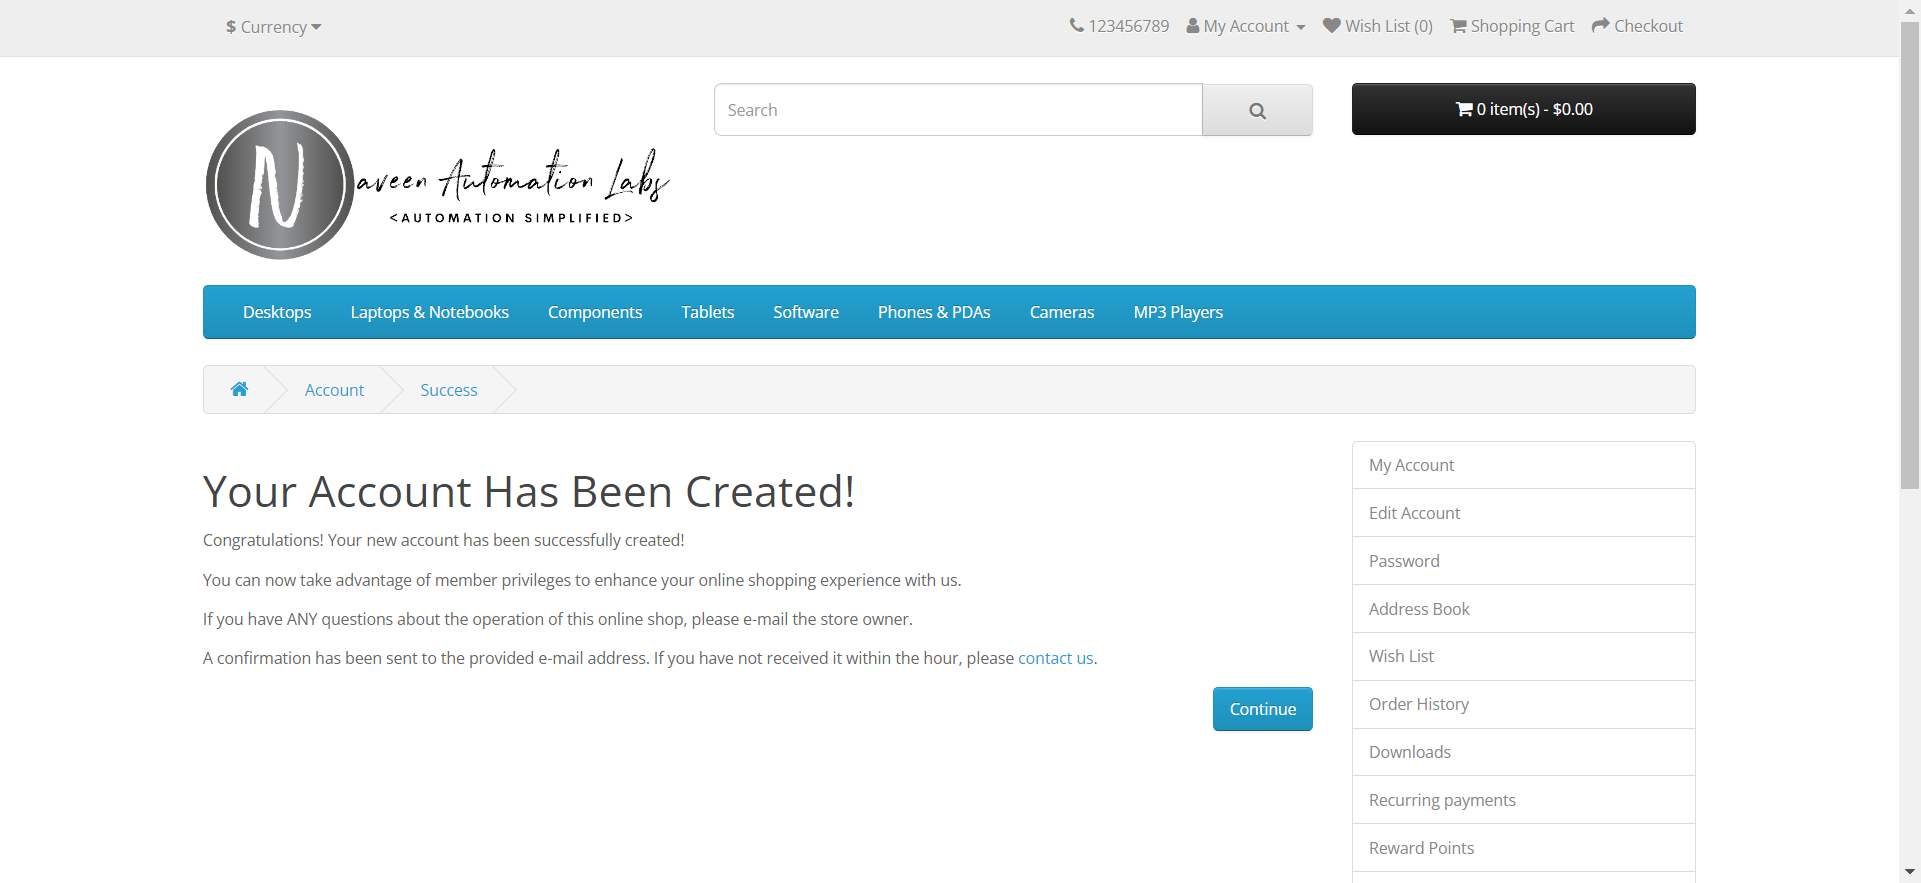 $ Currency
123456789 My Account Wish List (0) Shopping Cart Checkout
Search
0 item(s) - $0.00
Naveen Automation Labs
<AUTOMATION SIMPLIFIED>
Desktops Laptops & Notebooks Components Tablets Software Phones & PDAs Cameras MP3 Players
Account Success
Your Account Has Been Created!
Congratulations! Your new account has been successfully created!
You can now take advantage of member privileges to enhance your online shopping experience with us.
If you have ANY questions about the operation of this online shop, please e-mail the store owner.
A confirmation has been sent to the provided e-mail address. If you have not received it within the hour, please contact us.
Continue
My Account
Edit Account
Password
Address Book
Wish List
Order History
Downloads
Recurring payments
Reward Points